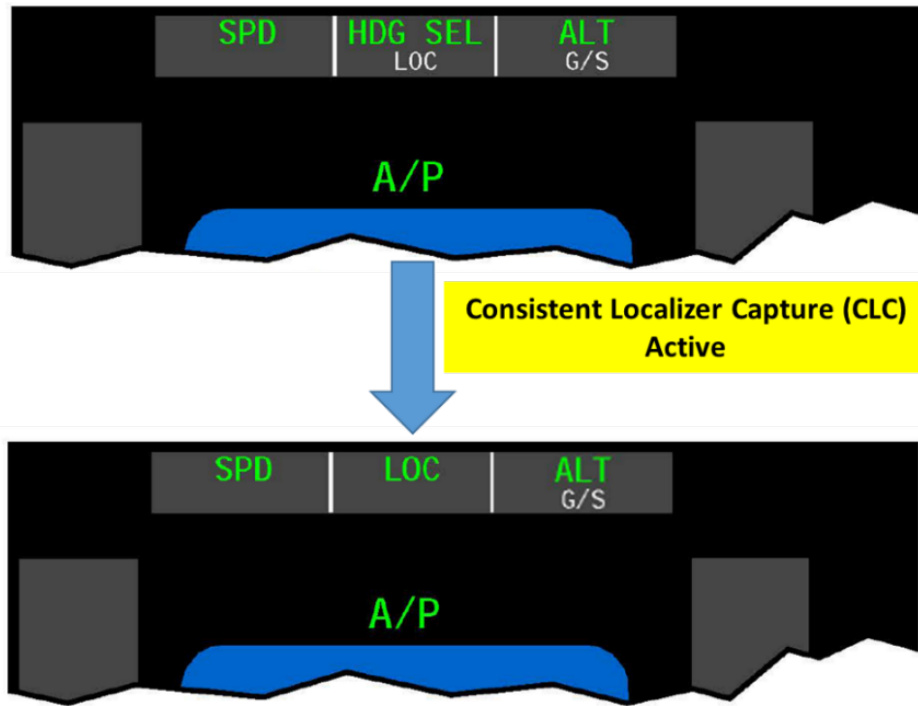 SPD HDG SEL ALT
LOC G/S
A/P
Consistent Localizer Capture (CLC)
Active
SPD LOC ALT
G/S
A/P